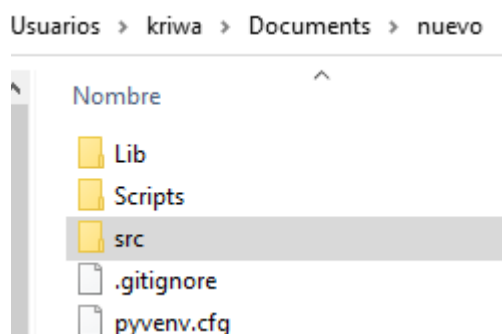 Usuarios > kriwa > Documents > nuevo
Nombre
Lib
Scripts
src
.gitignore
pyvenv.cfg